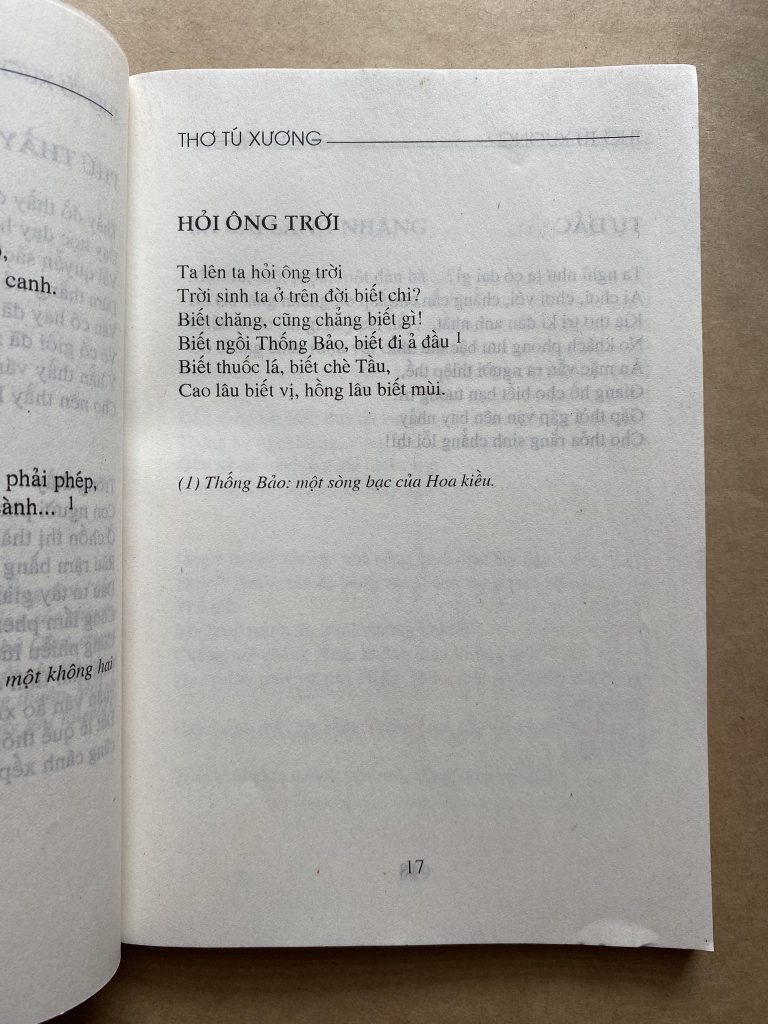 canh.
phải phép,
ành... 1
một không hai
THƠ TÚ XƯƠNG
HỎI ÔNG TRỜI
Ta lên ta hỏi ông trời
Trời sinh ta ở trên đời biết chi?
Biết chăng, cũng chẳng biết gì!
Biết ngồi Thống Bảo, biết đi ả đầu 1
Biết thuốc lá, biết chè Tầu,
Cao lâu biết vị, hồng lâu biết mùi.
(1) Thống Bảo: một sòng bạc của Hoa kiều.
17